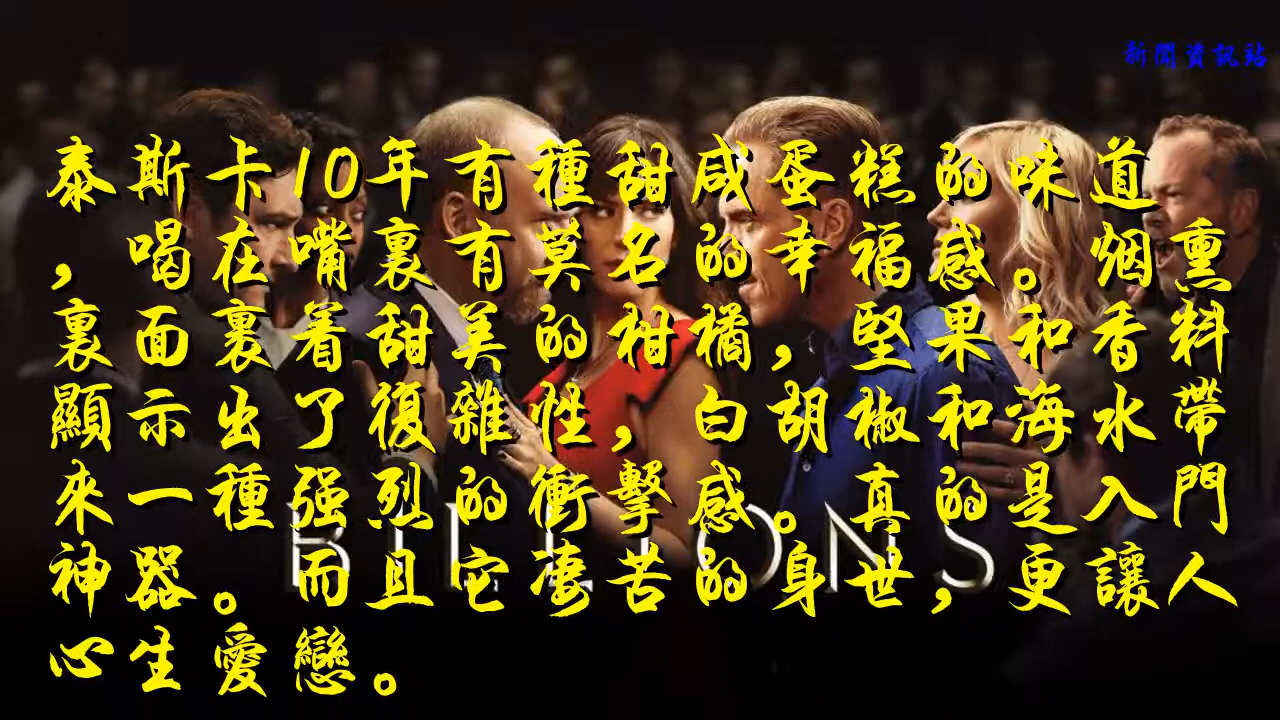 新聞資訊站
泰斯卡10年有種甜咸蛋糕的味道
，喝在嘴裏有莫名的幸福感。烟熏
裏面裹着甜美的柑橘，堅果和香料
顯示出了復雜性，白胡椒和海水帶
來一種强烈的衝擊感。真的是入門
神器。而且它凄苦的身世，更讓人
心生愛戀。
BILLIONS